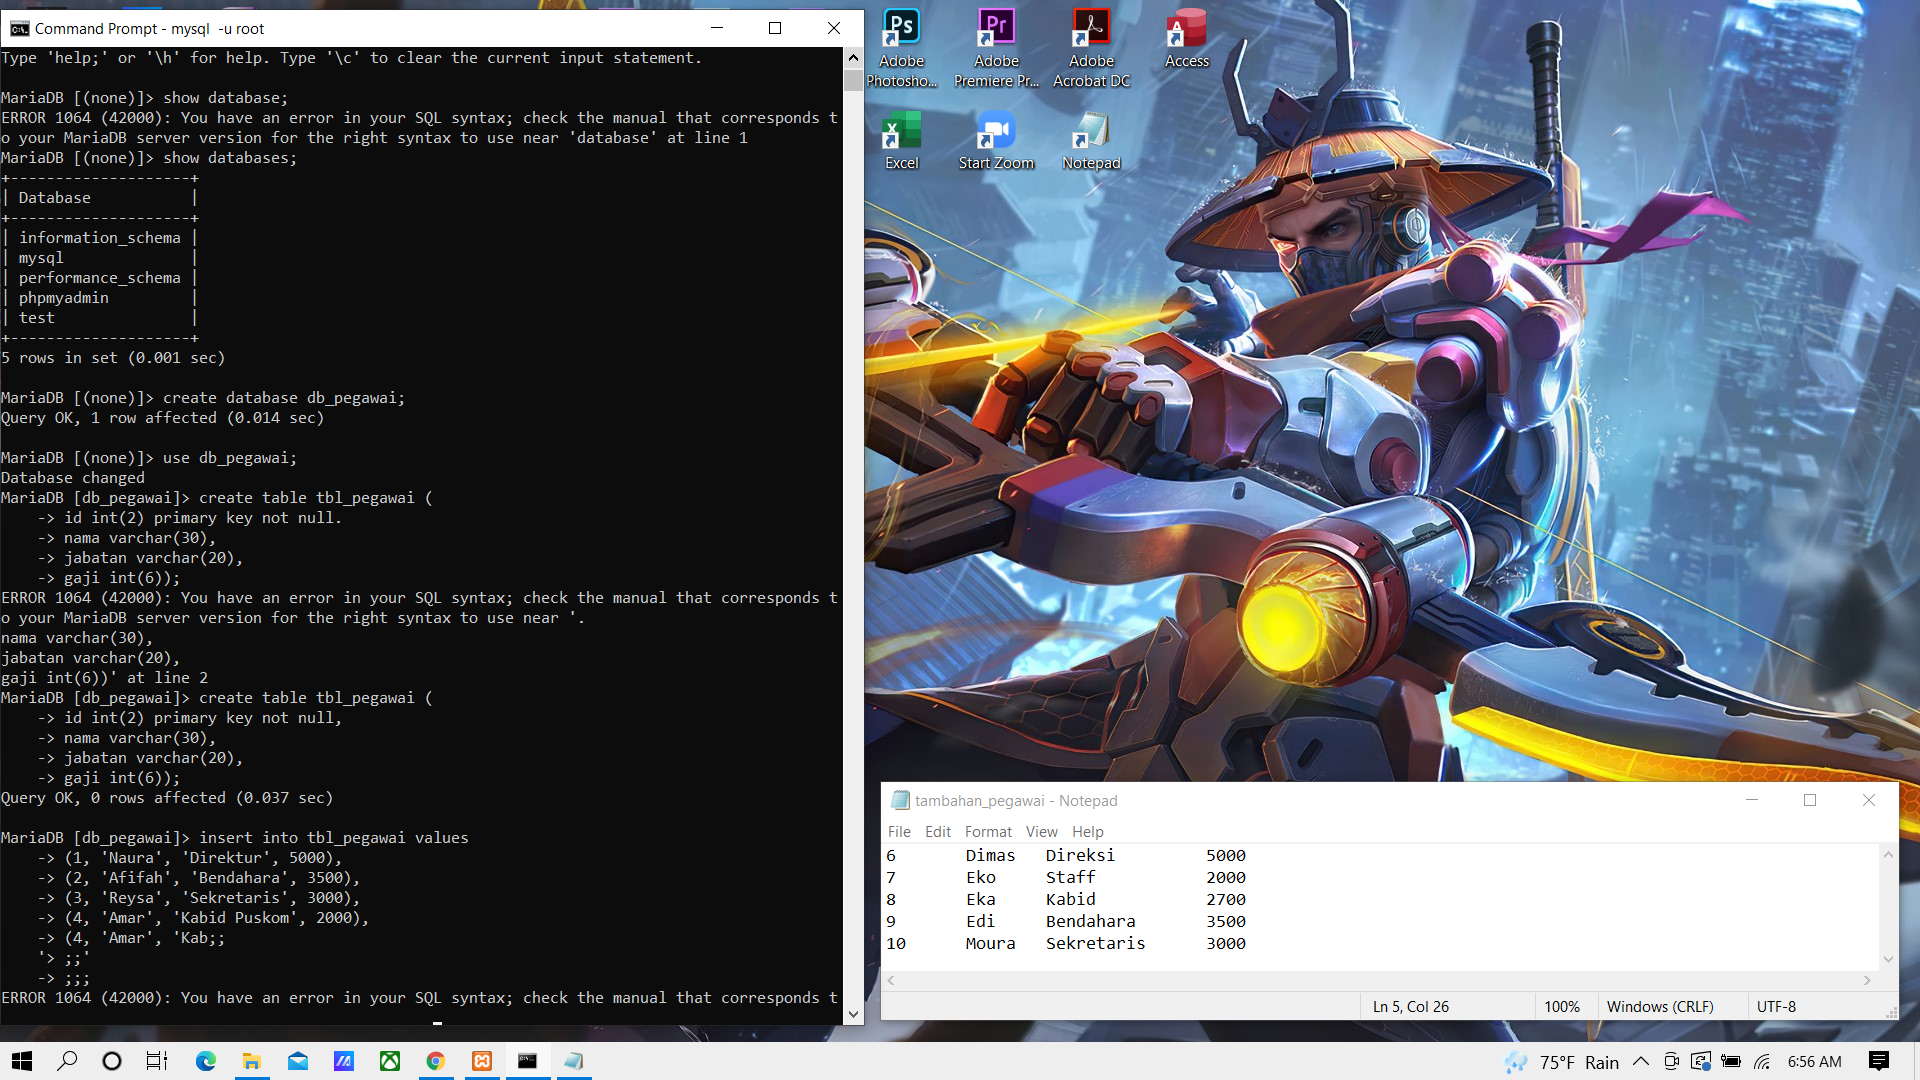 Command Prompt - mysql  -u root
Type 'help;' or '\h' for help. Type '\c' to clear the current input statement.
MariaDB [(none)]> show database;
ERROR 1064 (42000): You have an error in your SQL syntax; check the manual that corresponds t
o your MariaDB server version for the right syntax to use near 'database' at line 1
MariaDB [(none)]> show databases;
+--------------------+
| Database           |
+--------------------+
| information_schema |
| mysql              |
| performance_schema |
| phpmyadmin         |
| test               |
+--------------------+
5 rows in set (0.001 sec)
MariaDB [(none)]> create database db_pegawai;
Query OK, 1 row affected (0.014 sec)
MariaDB [(none)]> use db_pegawai;
Database changed
MariaDB [db_pegawai]> create table tbl_pegawai (
    -> id int(2) primary key not null.
    -> nama varchar(30),
    -> jabatan varchar(20),
    -> gaji int(6));
ERROR 1064 (42000): You have an error in your SQL syntax; check the manual that corresponds t
o your MariaDB server version for the right syntax to use near '.
nama varchar(30),
jabatan varchar(20),
gaji int(6))' at line 2
MariaDB [db_pegawai]> create table tbl_pegawai (
    -> id int(2) primary key not null,
    -> nama varchar(30),
    -> jabatan varchar(20),
    -> gaji int(6));
Query OK, 0 rows affected (0.037 sec)
MariaDB [db_pegawai]> insert into tbl_pegawai values
    -> (1, 'Naura', 'Direktur', 5000),
    -> (2, 'Afifah', 'Bendahara', 3500),
    -> (3, 'Reysa', 'Sekretaris', 3000),
    -> (4, 'Amar', 'Kabid Puskom', 2000),
    -> (4, 'Amar', 'Kab;;
    '> ;;'
    -> ;;;
ERROR 1064 (42000): You have an error in your SQL syntax; check the manual that corresponds t
Ps
Adobe
Photosho...
Pr
Adobe
Premiere Pr...
Adobe
Acrobat DC
A
Access
X
Excel
Start Zoom
Notepad
tambahan_pegawai - Notepad
File Edit Format View Help
6 Dimas Direksi 5000
7 Eko Staff 2000
8 Eka Kabid 2700
9 Edi Bendahara 3500
10 Moura Sekretaris 3000
Ln 5, Col 26 100% Windows (CRLF) UTF-8
75°F Rain 6:56 AM